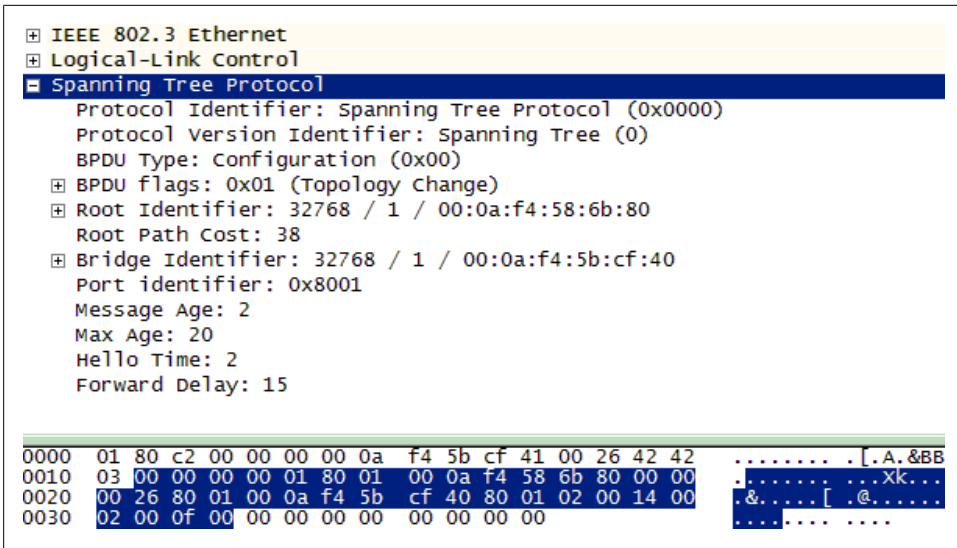 IEEE 802.3 Ethernet
Logical-Link Control
Spanning Tree Protocol
Protocol Identifier: Spanning Tree Protocol (0x0000)
Protocol Version Identifier: Spanning Tree (0)
BPDU Type: Configuration (0x00)
BPDU flags: 0x01 (Topology Change)
Root Identifier: 32768 / 1 / 00:0a:f4:58:6b:80
Root Path Cost: 38
Bridge Identifier: 32768 / 1 / 00:0a:f4:5b:cf:40
Port identifier: 0x8001
Message Age: 2
Max Age: 20
Hello Time: 2
Forward Delay: 15
0000 01 80 c2 00 00 00 00 0a f4 5b cf 41 00 26 42 42 ........ .[.A.&BB
0010 03 00 00 00 00 01 80 01 00 0a f4 58 6b 80 00 00 ........ ...Xk...
0020 00 26 80 01 00 0a f4 5b cf 40 80 01 02 00 14 00 .&.....[ .@......
0030 02 00 0f 00 00 00 00 00 00 00 00 00 ........ ....